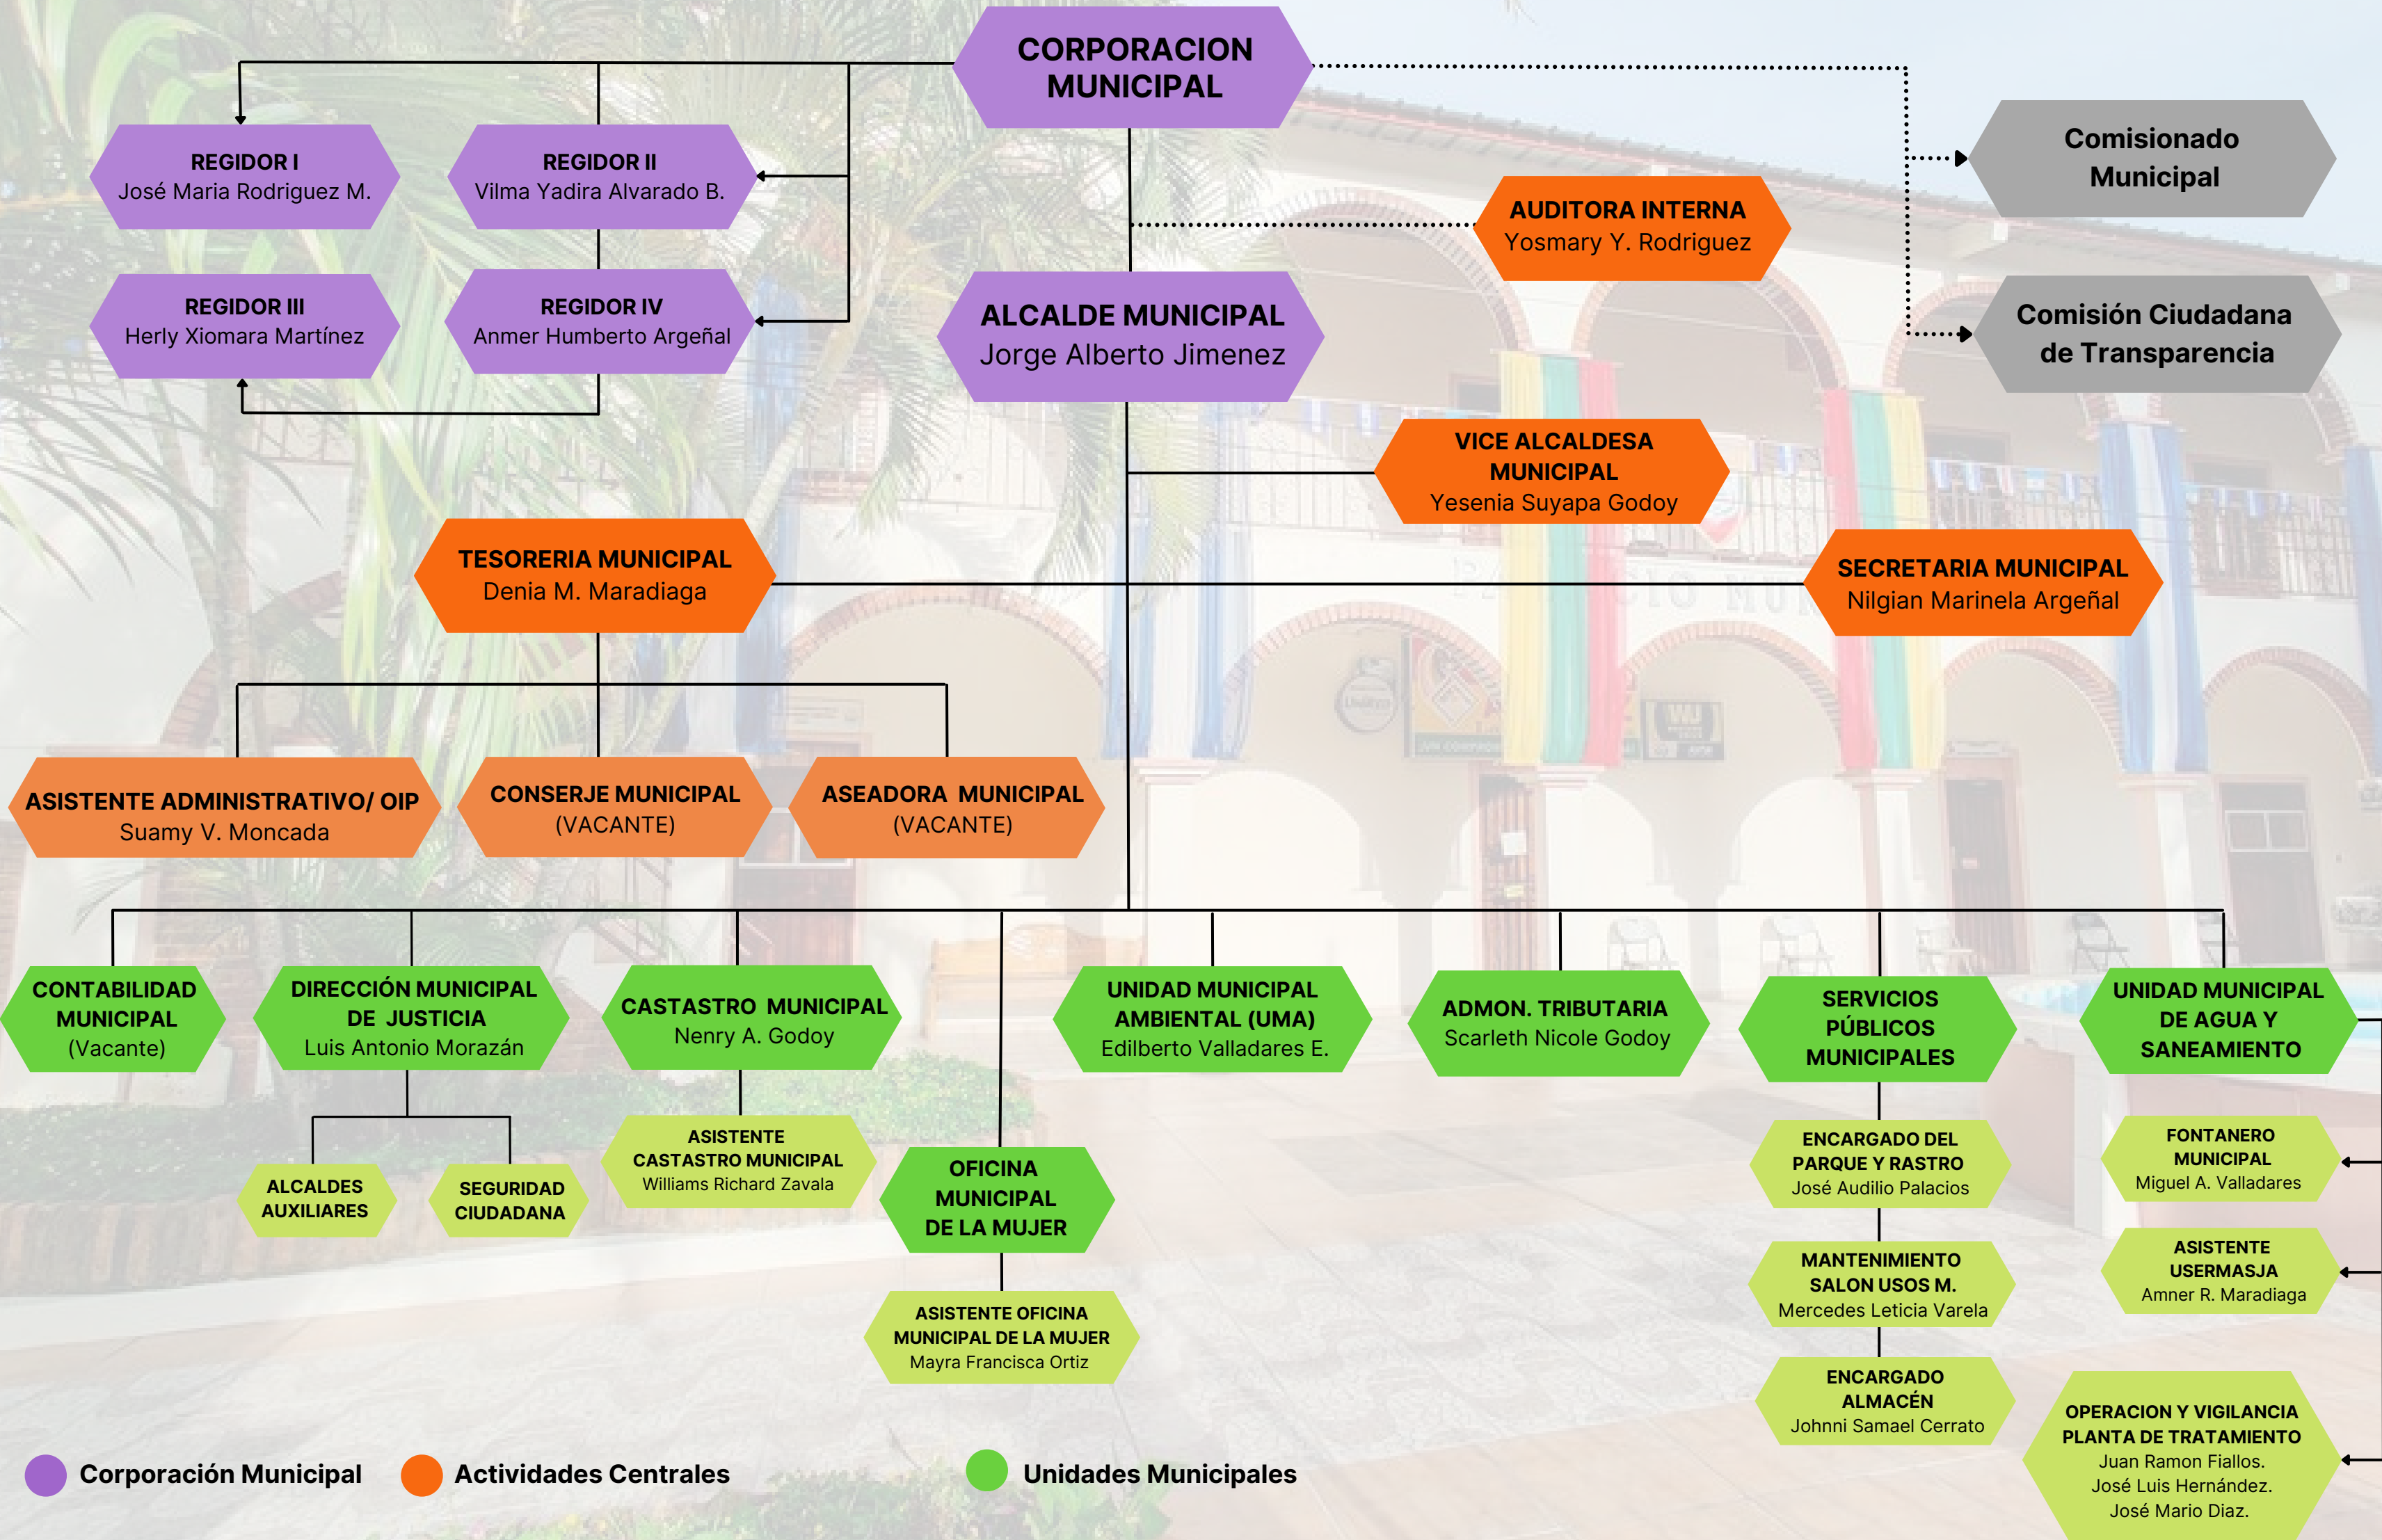 CORPORACION
MUNICIPAL
Comisionado
Municipal
REGIDOR I
José Maria Rodriguez M.
REGIDOR II
Vilma Yadira Alvarado B.
AUDITORA INTERNA
Yosmary Y. Rodriguez
REGIDOR III
Herly Xiomara Martínez
REGIDOR IV
Anmer Humberto Argeñal
ALCALDE MUNICIPAL
Jorge Alberto Jimenez
Comisión Ciudadana
de Transparencia
VICE ALCALDESA
MUNICIPAL
Yesenia Suyapa Godoy
TESORERIA MUNICIPAL
Denia M. Maradiaga
SECRETARIA MUNICIPAL
Nilgian Marinela Argeñal
ASISTENTE ADMINISTRATIVO/ OIP
Suamy V. Moncada
CONSERJE MUNICIPAL
(VACANTE)
ASEADORA MUNICIPAL
(VACANTE)
CONTABILIDAD
MUNICIPAL
(Vacante)
DIRECCIÓN MUNICIPAL
DE JUSTICIA
Luis Antonio Morazán
CASTASTRO MUNICIPAL
Nenry A. Godoy
UNIDAD MUNICIPAL
AMBIENTAL (UMA)
Edilberto Valladares E.
ADMON. TRIBUTARIA
Scarleth Nicole Godoy
SERVICIOS
PÚBLICOS
MUNICIPALES
UNIDAD MUNICIPAL
DE AGUA Y
SANEAMIENTO
ALCALDES
AUXILIARES
SEGURIDAD
CIUDADANA
ASISTENTE
CASTASTRO MUNICIPAL
Williams Richard Zavala
OFICINA
MUNICIPAL
DE LA MUJER
ASISTENTE OFICINA
MUNICIPAL DE LA MUJER
Mayra Francisca Ortiz
ENCARGADO DEL
PARQUE Y RASTRO
José Audilio Palacios
MANTENIMIENTO
SALON USOS M.
Mercedes Leticia Varela
ENCARGADO
ALMACÉN
Johnni Samael Cerrato
FONTANERO
MUNICIPAL
Miguel A. Valladares
ASISTENTE
USERMASJA
Amner R. Maradiaga
OPERACION Y VIGILANCIA
PLANTA DE TRATAMIENTO
Juan Ramon Fiallos.
José Luis Hernández.
José Mario Diaz.
Corporación Municipal
Actividades Centrales
Unidades Municipales